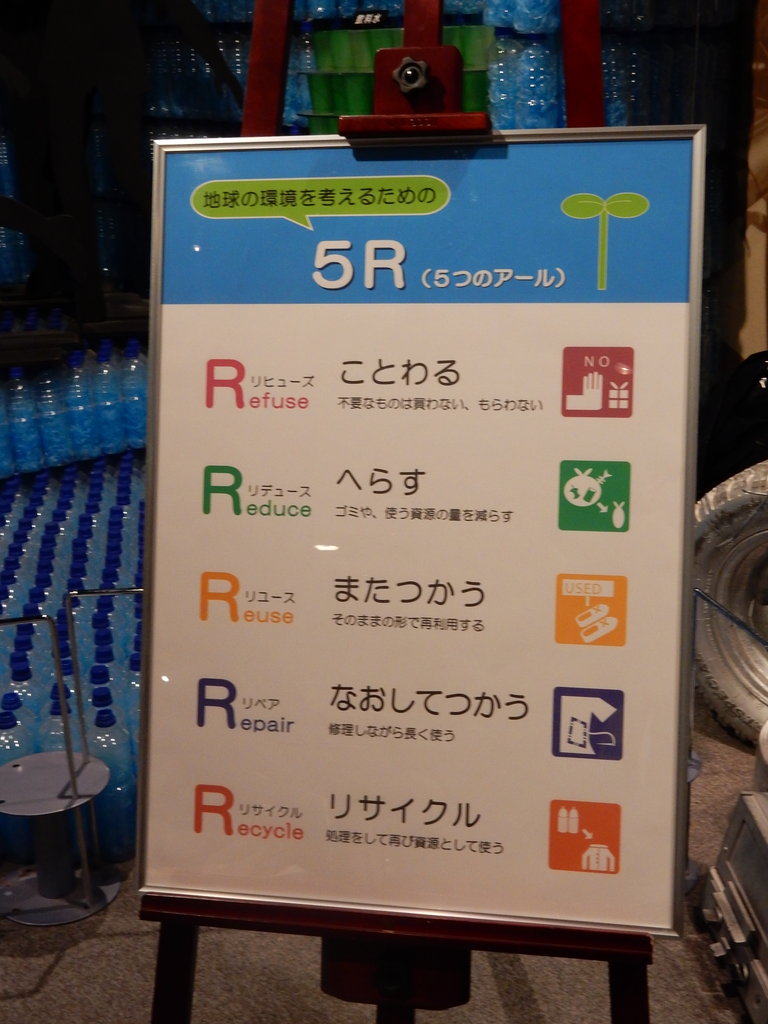 飲料水
地球の環境を考えるための
5R（5つのアール）
Refuse リヒューズ ことわる
不要なものは買わない、もらわない
NO
Reduce リデュース へらす
ゴミや、使う資源の量を減らす
Reuse リユース またつかう
そのままの形で再利用する
USED
Repair リペア なおしてつかう
修理しながら長く使う
Recycle リサイクル リサイクル
処理をして再び資源として使う